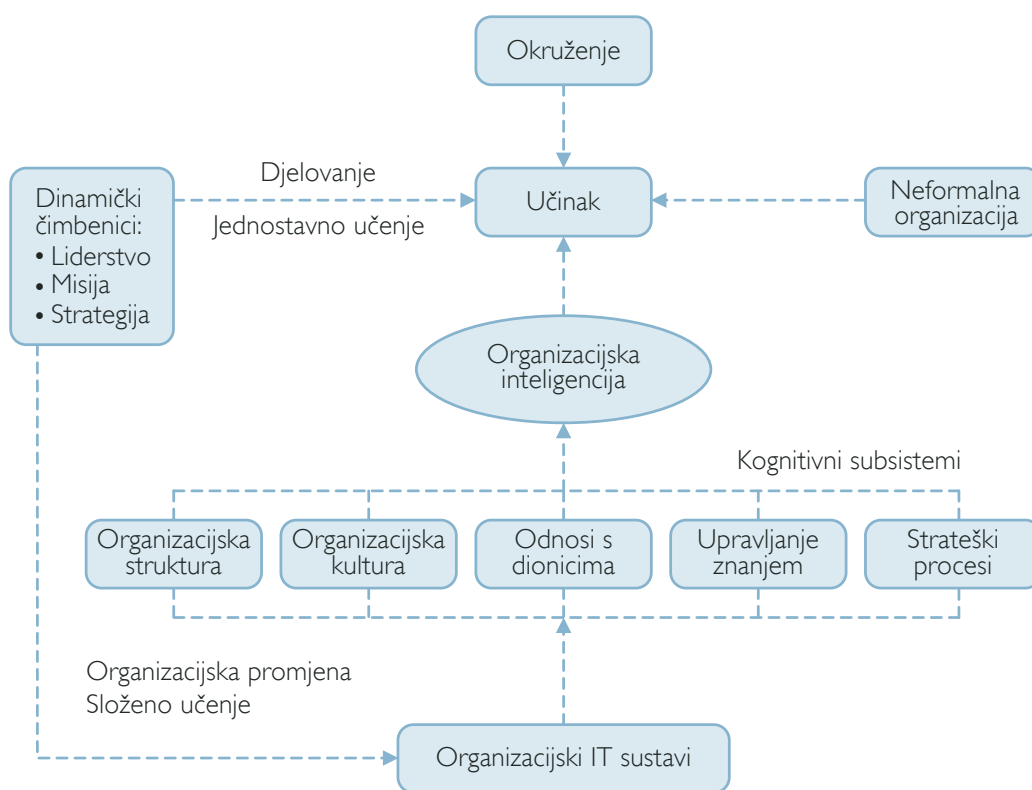 Okruženje
Djelovanje
Jednostavno učenje
Dinamički
čimbenici:
• Liderstvo
• Misija
• Strategija
Učinak
Neformalna
organizacija
Organizacijska
inteligencija
Kognitivni subsistemi
Organizacijska
struktura
Organizacijska
kultura
Odnosi s
dionicima
Upravljanje
znanjem
Strateški
procesi
Organizacijska promjena
Složeno učenje
Organizacijski IT sustavi